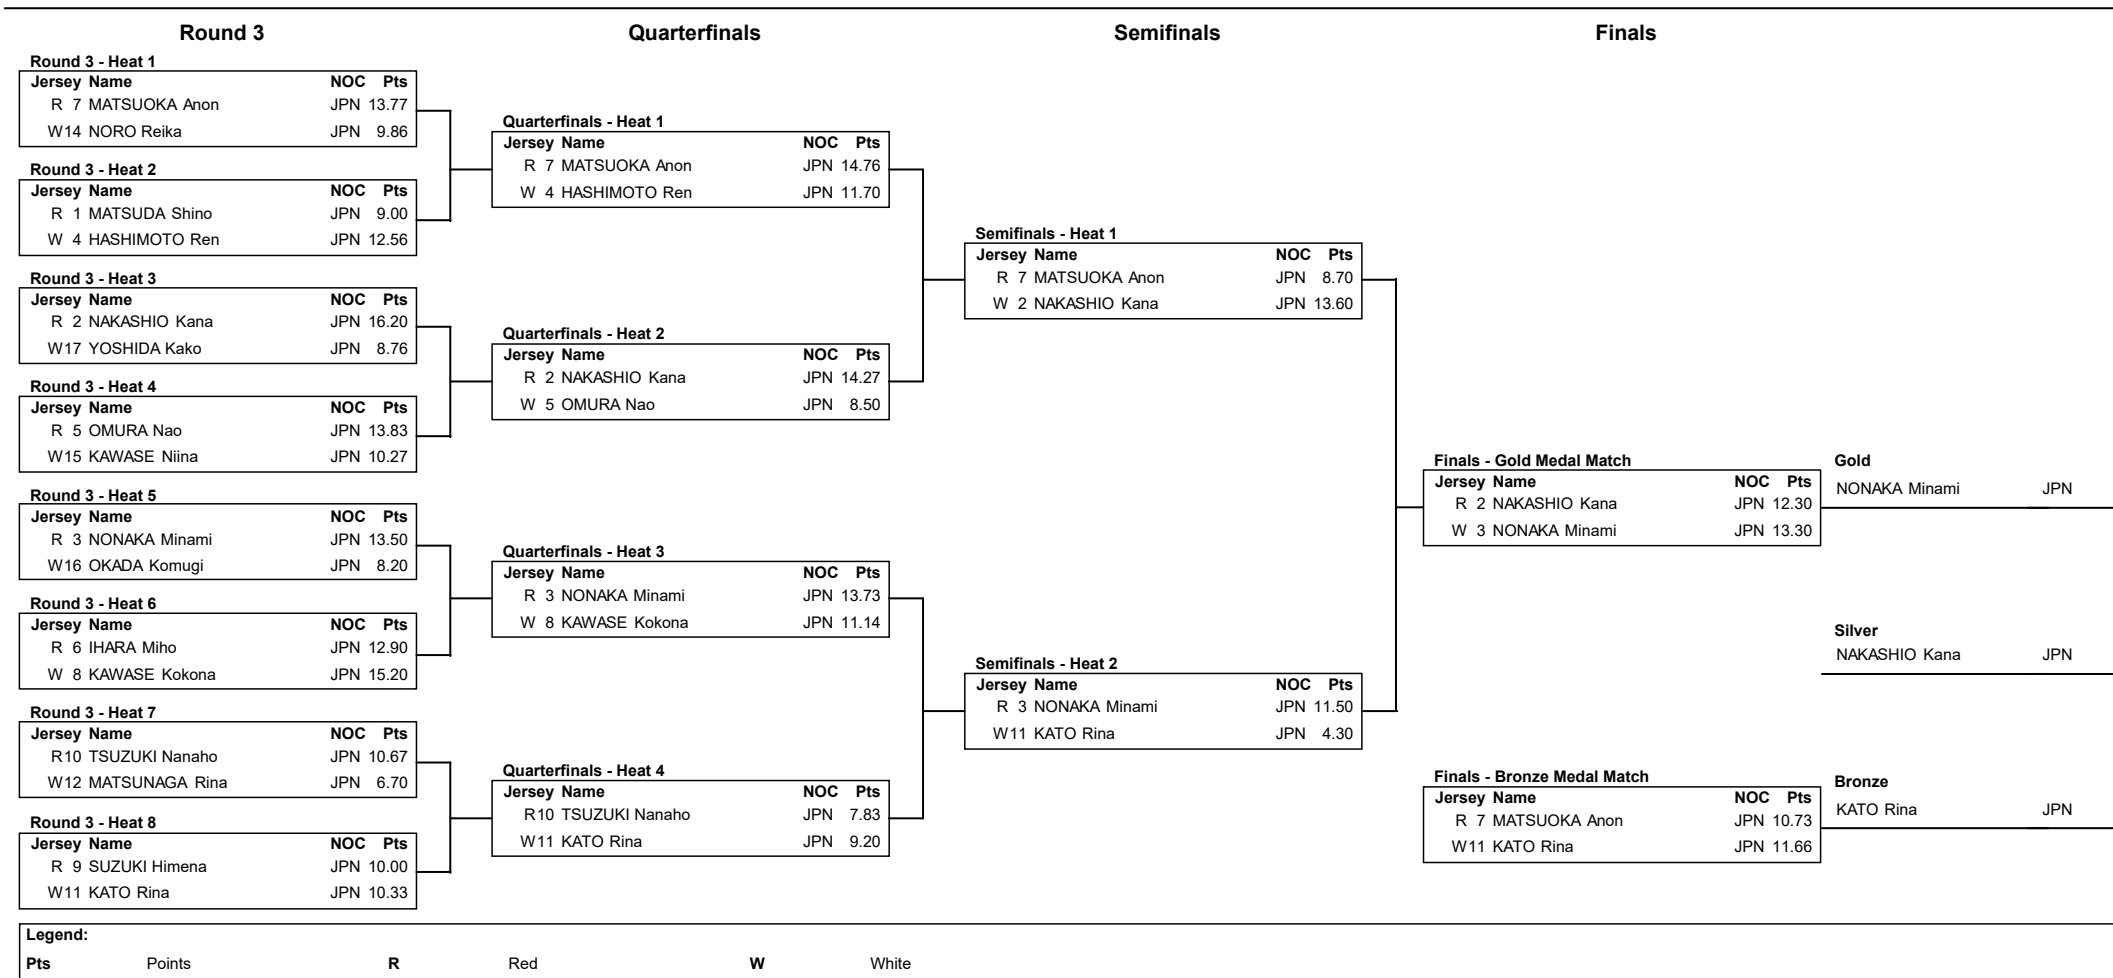 Round 3
Quarterfinals
Semifinals
Finals
Round 3 - Heat 1
Jersey Name NOC Pts
R 7 MATSUOKA Anon JPN 13.77
W14 NORO Reika JPN 9.86
Round 3 - Heat 2
Jersey Name NOC Pts
R 1 MATSUDA Shino JPN 9.00
W 4 HASHIMOTO Ren JPN 12.56
Round 3 - Heat 3
Jersey Name NOC Pts
R 2 NAKASHIO Kana JPN 16.20
W17 YOSHIDA Kako JPN 8.76
Round 3 - Heat 4
Jersey Name NOC Pts
R 5 OMURA Nao JPN 13.83
W15 KAWASE Niina JPN 10.27
Round 3 - Heat 5
Jersey Name NOC Pts
R 3 NONAKA Minami JPN 13.50
W16 OKADA Komugi JPN 8.20
Round 3 - Heat 6
Jersey Name NOC Pts
R 6 IHARA Miho JPN 12.90
W 8 KAWASE Kokona JPN 15.20
Round 3 - Heat 7
Jersey Name NOC Pts
R10 TSUZUKI Nanaho JPN 10.67
W12 MATSUNAGA Rina JPN 6.70
Round 3 - Heat 8
Jersey Name NOC Pts
R 9 SUZUKI Himena JPN 10.00
W11 KATO Rina JPN 10.33
Quarterfinals - Heat 1
Jersey Name NOC Pts
R 7 MATSUOKA Anon JPN 14.76
W 4 HASHIMOTO Ren JPN 11.70
Quarterfinals - Heat 2
Jersey Name NOC Pts
R 2 NAKASHIO Kana JPN 14.27
W 5 OMURA Nao JPN 8.50
Quarterfinals - Heat 3
Jersey Name NOC Pts
R 3 NONAKA Minami JPN 13.73
W 8 KAWASE Kokona JPN 11.14
Quarterfinals - Heat 4
Jersey Name NOC Pts
R10 TSUZUKI Nanaho JPN 7.83
W11 KATO Rina JPN 9.20
Semifinals - Heat 1
Jersey Name NOC Pts
R 7 MATSUOKA Anon JPN 8.70
W 2 NAKASHIO Kana JPN 13.60
Semifinals - Heat 2
Jersey Name NOC Pts
R 3 NONAKA Minami JPN 11.50
W11 KATO Rina JPN 4.30
Finals - Gold Medal Match
Jersey Name NOC Pts
R 2 NAKASHIO Kana JPN 12.30
W 3 NONAKA Minami JPN 13.30
Finals - Bronze Medal Match
Jersey Name NOC Pts
R 7 MATSUOKA Anon JPN 10.73
W11 KATO Rina JPN 11.66
Gold
NONAKA Minami JPN
Silver
NAKASHIO Kana JPN
Bronze
KATO Rina JPN
Legend:
Pts Points R Red W White